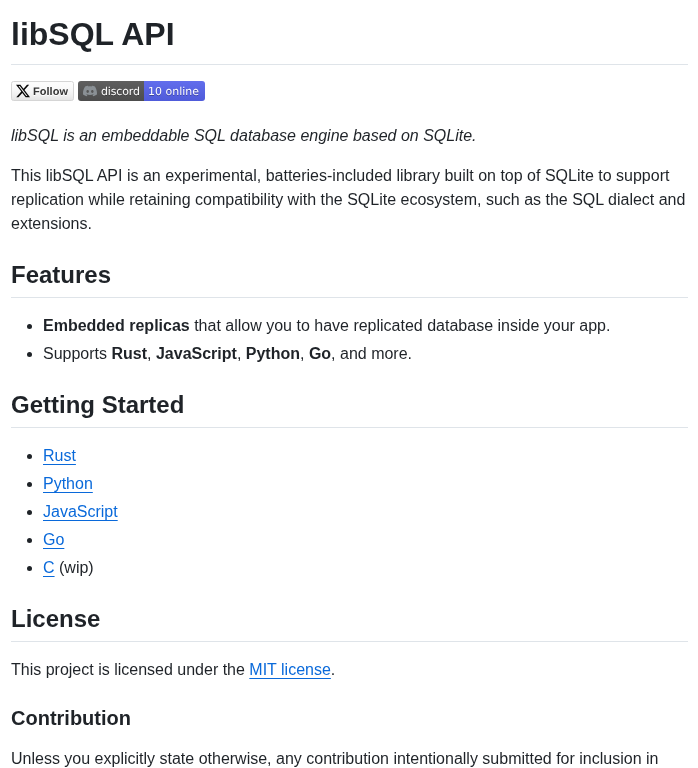 libSQL API
Follow discord 10 online
libSQL is an embeddable SQL database engine based on SQLite.
This libSQL API is an experimental, batteries-included library built on top of SQLite to support
replication while retaining compatibility with the SQLite ecosystem, such as the SQL dialect and
extensions.
Features
Embedded replicas that allow you to have replicated database inside your app.
Supports Rust, JavaScript, Python, Go, and more.
Getting Started
Rust
Python
JavaScript
Go
C (wip)
License
This project is licensed under the MIT license.
Contribution
Unless you explicitly state otherwise, any contribution intentionally submitted for inclusion in